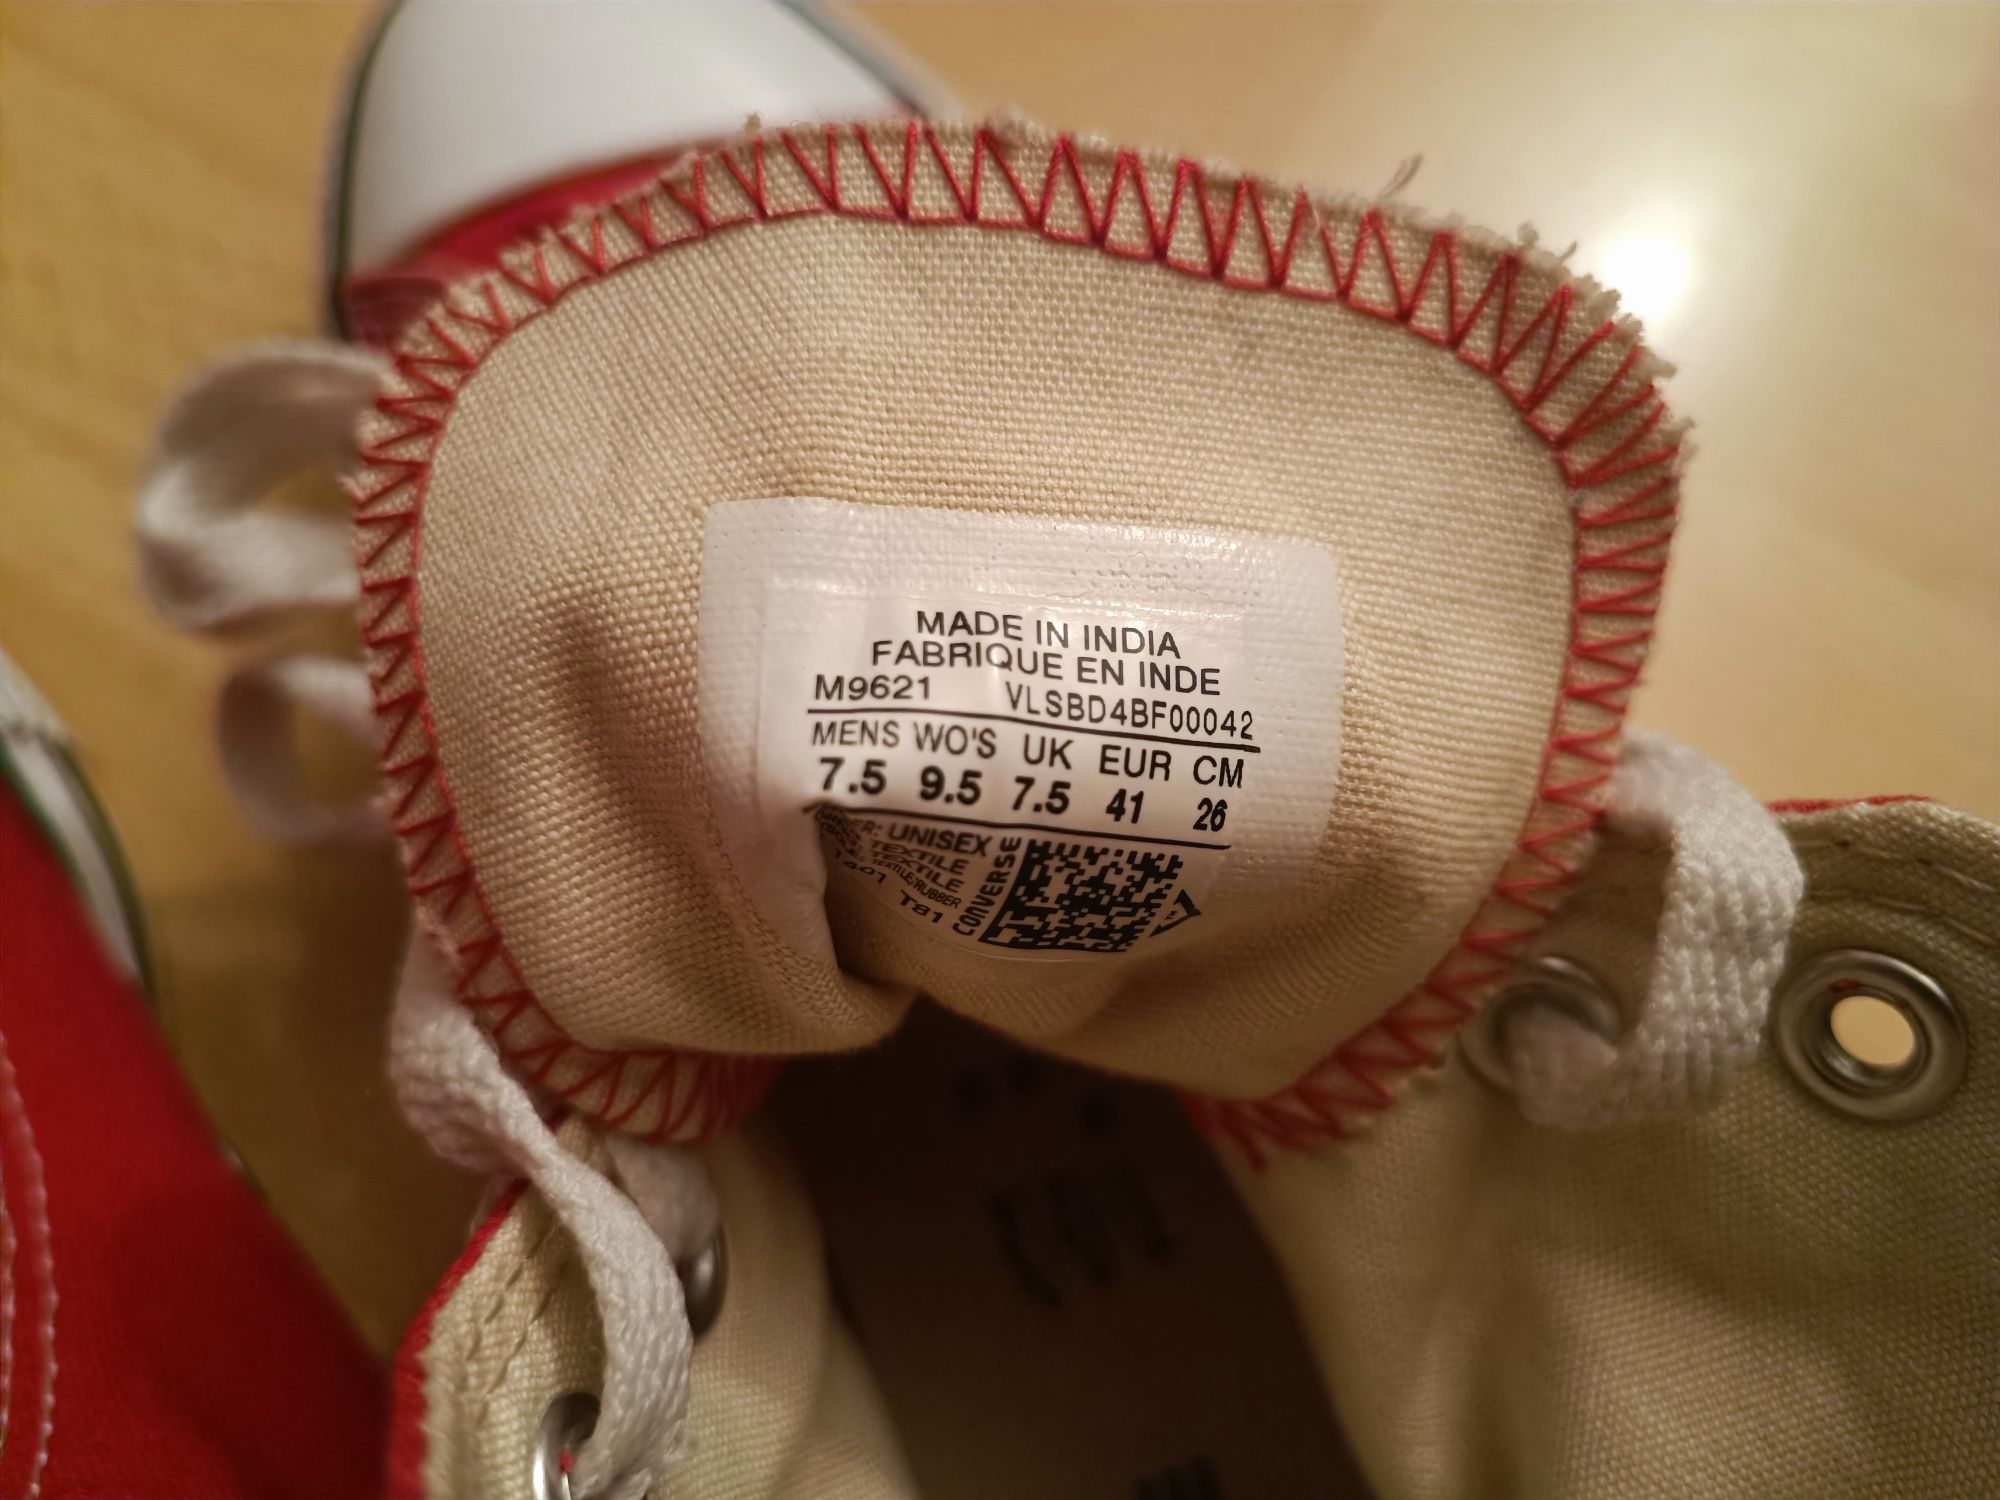 MADE IN INDIA
FABRIQUE EN INDE
M9621 VLSBD4BF00042
MENS WO'S UK EUR CM
7.5 9.5 7.5 41 26
UNISEX
TEXTILE
TEXTILE
TEXTILE/RUBBER
1401 T81
CONVERSE